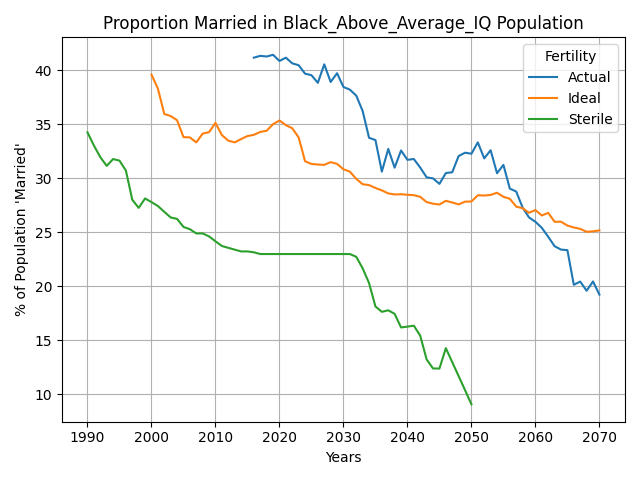 Proportion Married in Black_Above_Average_IQ Population
Fertility
Actual
Ideal
Sterile
% of Population 'Married'
40
35
30
25
20
15
10
1990 2000 2010 2020 2030 2040 2050 2060 2070
Years